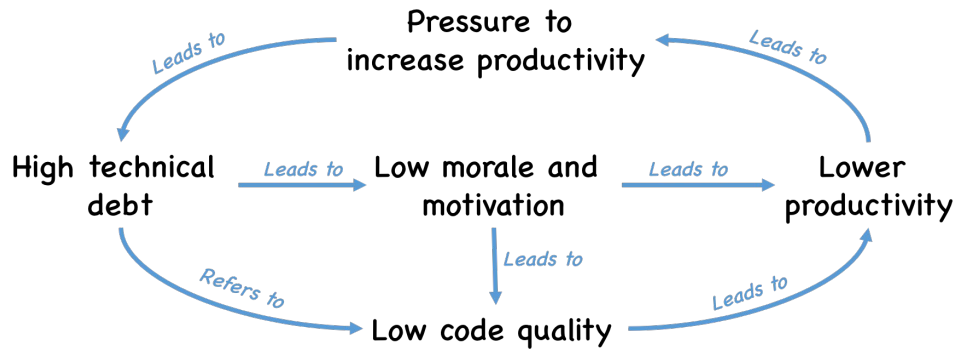 Pressure to
increase productivity
Leads to
Leads to
High technical
debt
Leads to
Low morale and
motivation
Leads to
Lower
productivity
Refers to
Leads to
Leads to
Low code quality